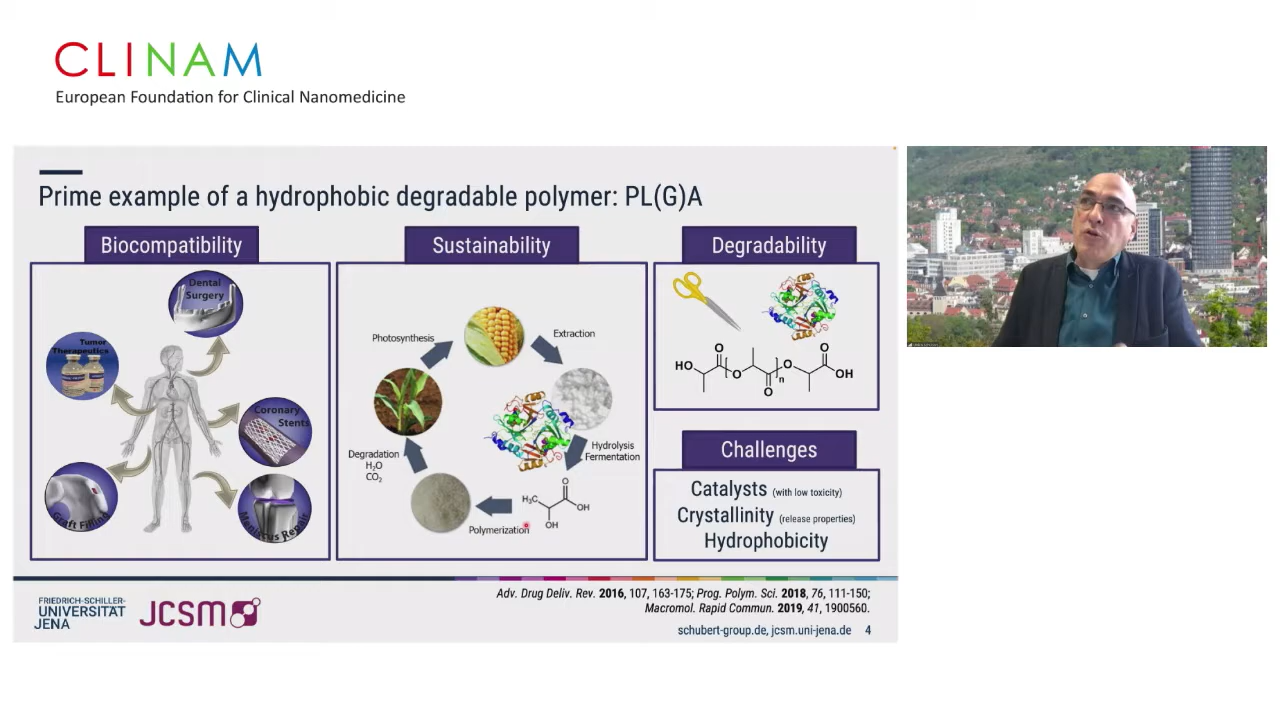 CLINAM
European Foundation for Clinical Nanomedicine
Prime example of a hydrophobic degradable polymer: PL(G)A
Biocompatibility
Dental
Surgery
Tumor
Therapeutics
Coronary
Stents
Graft Filling
Meniscus Repair
Sustainability
Photosynthesis
Extraction
Hydrolysis
Fermentation
Degradation
H₂O
CO₂
H₃C
O
OH
OH
Polymerization
Degradability
HO
O
O
O
n
O
O
OH
Challenges
Catalysts (with low toxicity)
Crystallinity (release properties)
Hydrophobicity
FRIEDRICH-SCHILLER-
UNIVERSITÄT
JENA
JCSM
Adv. Drug Deliv. Rev. 2016, 107, 163-175; Prog. Polym. Sci. 2018, 76, 111-150;
Macromol. Rapid Commun. 2019, 41, 1900560.
schubert-group.de, jcsm.uni-jena.de 4